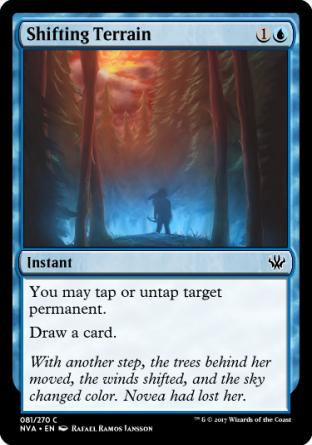 Shifting Terrain 1
Instant
You may tap or untap target
permanent.
Draw a card.
With another step, the trees behind her
moved, the winds shifted, and the sky
changed color. Novea had lost her.
081/270 C
NVA • EN Rafael Ramos Jansson
™ & © 2017 Wizards of the Coast